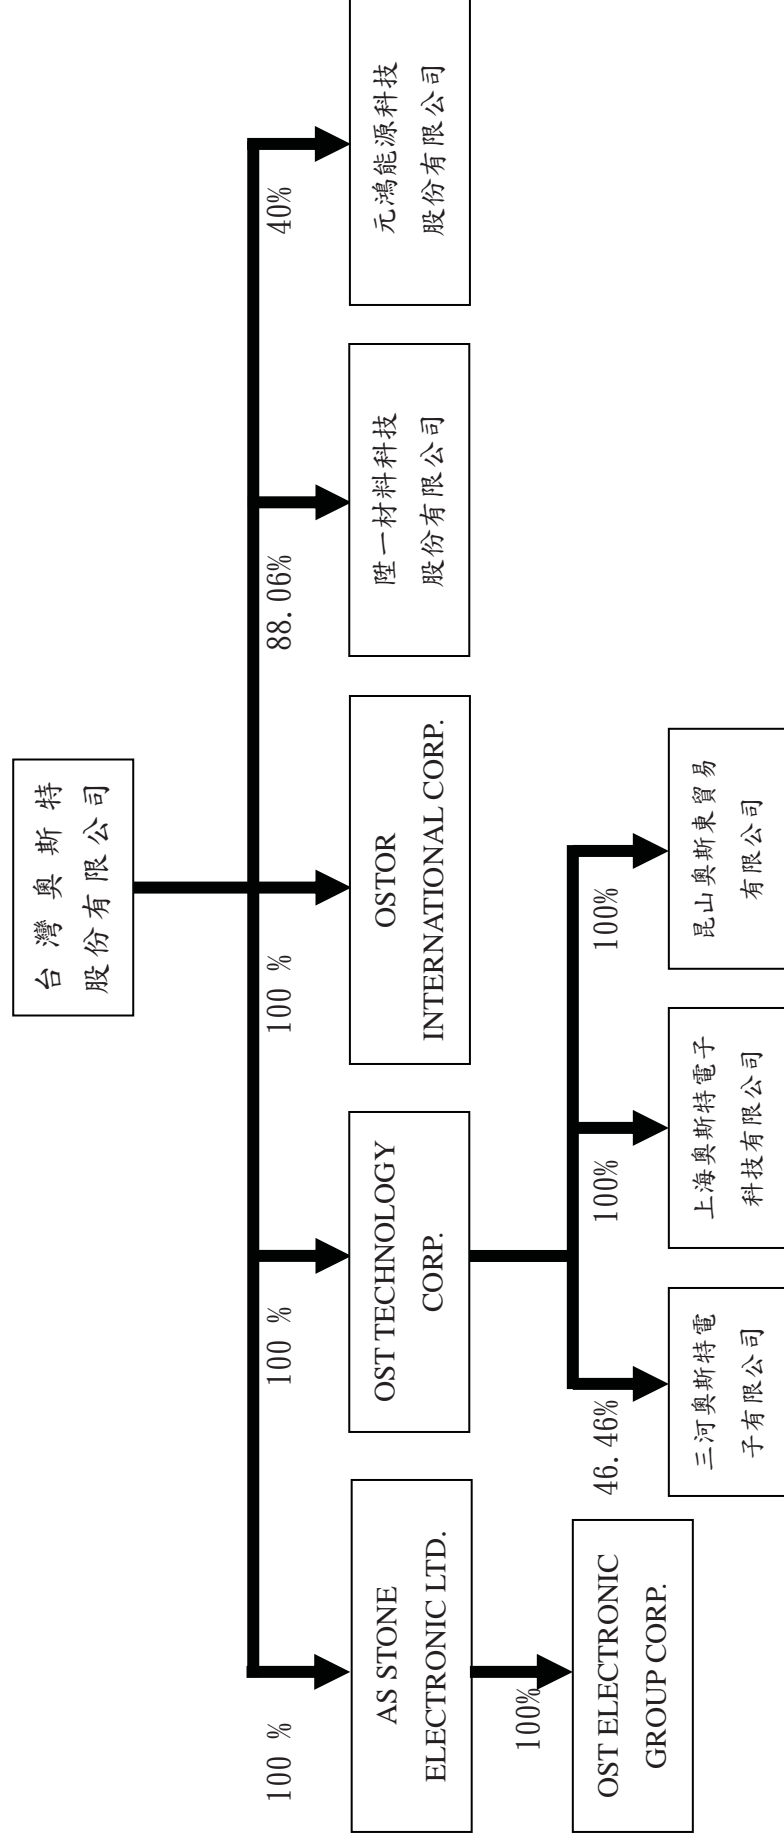 台灣奧斯特
股份有限公司
100 %
100 %
100 %
88.06%
40%
AS STONE
ELECTRONIC LTD.
OST TECHNOLOGY
CORP.
OSTOR
INTERNATIONAL CORP.
陞一材料科技
股份有限公司
元鴻能源科技
股份有限公司
100%
46.46%
100%
100%
OST ELECTRONIC
GROUP CORP.
三河奧斯特電
子有限公司
上海奧斯特電子
科技有限公司
昆山奧斯東貿易
有限公司